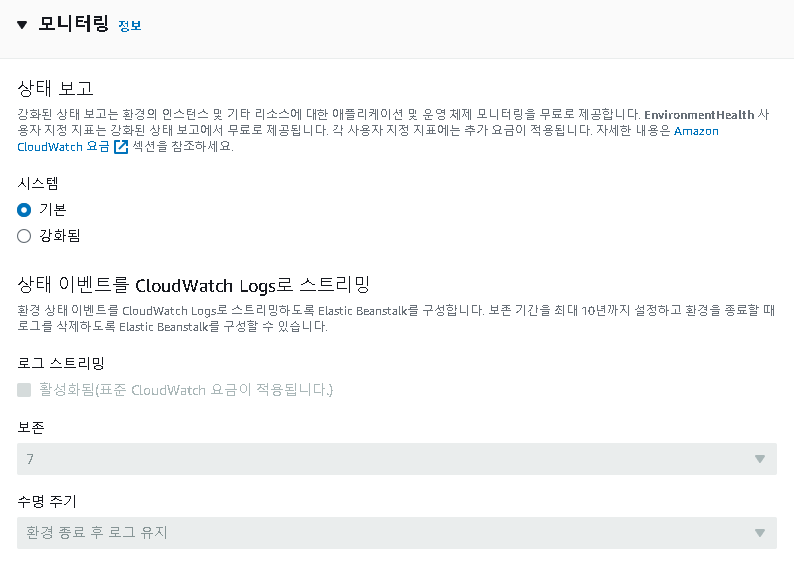 모니터링 정보
상태 보고
강화된 상태 보고는 환경의 인스턴스 및 기타 리소스에 대한 애플리케이션 및 운영 체제 모니터링을 무료로 제공합니다. EnvironmentHealth 사
용자 지정 지표는 강화된 상태 보고에서 무료로 제공됩니다. 각 사용자 지정 지표에는 추가 요금이 적용됩니다. 자세한 내용은 Amazon
CloudWatch 요금 섹션을 참조하세요.
시스템
기본
강화됨
상태 이벤트를 CloudWatch Logs로 스트리밍
환경 상태 이벤트를 CloudWatch Logs로 스트리밍하도록 Elastic Beanstalk를 구성합니다. 보존 기간을 최대 10년까지 설정하고 환경을 종료할 때
로그를 삭제하도록 Elastic Beanstalk를 구성할 수 있습니다.
로그 스트리밍
활성화됨(표준 CloudWatch 요금이 적용됩니다.)
보존
7
수명 주기
환경 종료 후 로그 유지